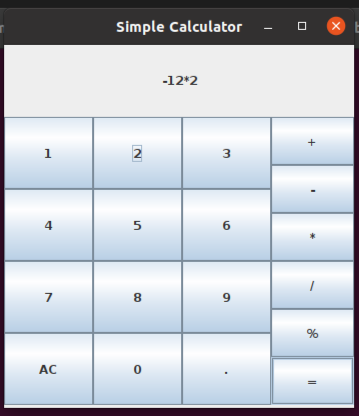 Simple Calculator
-12*2
1 2 3 +
-
4 5 6 *
7 8 9 /
%
AC 0 . =